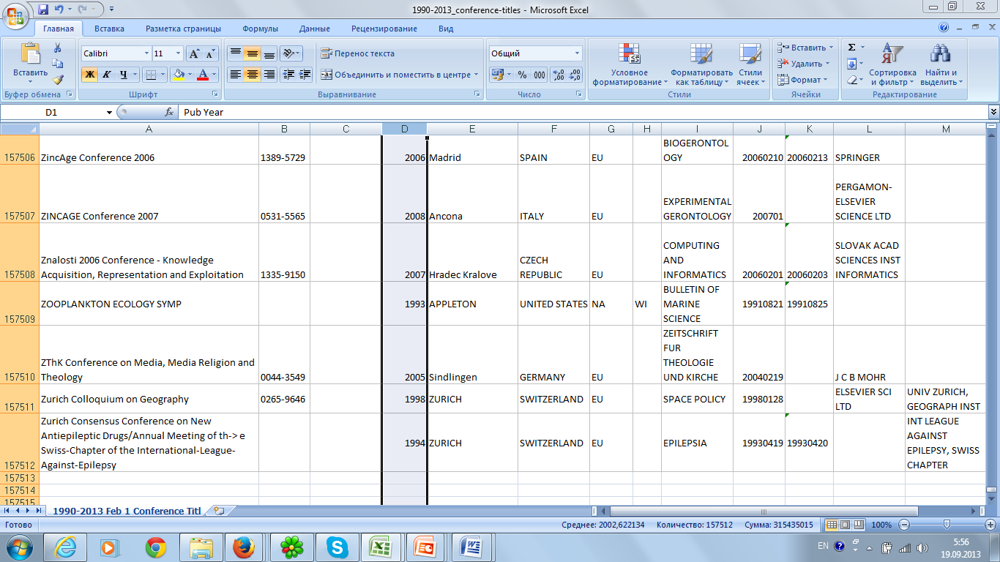 1990-2013_conference-titles - Microsoft Excel
Главная Вставка Разметка страницы Формулы Данные Рецензирование Вид
Calibri 11 Перенос текста Общий
Вставить Ж К Ч Объединить и поместить в центре % 000
Условное форматирование Форматировать как таблицу Стили ячеек
Вставить Удалить Формат
Сортировка и фильтр Найти и выделить
Буфер обмена Шрифт Выравнивание Число Стили Ячейки Редактирование
D1 fx Pub Year
A B C D E F G H I J K L M
157506 ZincAge Conference 2006 1389-5729 2006 Madrid SPAIN EU BIOGERONTOL
OGY 20060210 20060213 SPRINGER
157507 ZINCAGE Conference 2007 0531-5565 2008 Ancona ITALY EU EXPERIMENTAL
GERONTOLOGY 200701 PERGAMON-
ELSEVIER
SCIENCE LTD
157508 Znalosti 2006 Conference - Knowledge
Acquisition, Representation and Exploitation 1335-9150 2007 Hradec Kralove CZECH
REPUBLIC EU COMPUTING
AND
INFORMATICS 20060201 20060203 SLOVAK ACAD
SCIENCES INST
INFORMATICS
157509 ZOOPLANKTON ECOLOGY SYMP 1993 APPLETON UNITED STATES NA WI BULLETIN OF
MARINE
SCIENCE 19910821 19910825
157510 ZThK Conference on Media, Media Religion and
Theology 0044-3549 2005 Sindlingen GERMANY EU ZEITSCHRIFT
FUR
THEOLOGIE
UND KIRCHE 20040219 J C B MOHR
157511 Zurich Colloquium on Geography 0265-9646 1998 ZURICH SWITZERLAND EU SPACE POLICY 19980128 ELSEVIER SCI
LTD UNIV ZURICH,
GEOGRAPH INST
157512 Zurich Consensus Conference on New
Antiepileptic Drugs/Annual Meeting of th-> e
Swiss-Chapter of the International-League-
Against-Epilepsy 1994 ZURICH SWITZERLAND EU EPILEPSIA 19930419 19930420 INT LEAGUE
AGAINST
EPILEPSY, SWISS
CHAPTER
157513
157514
157515
1990-2013 Feb 1 Conference Titl
Готово Среднее: 2002,622134 Количество: 157512 Сумма: 315435015 100%
EN 5:56
19.09.2013